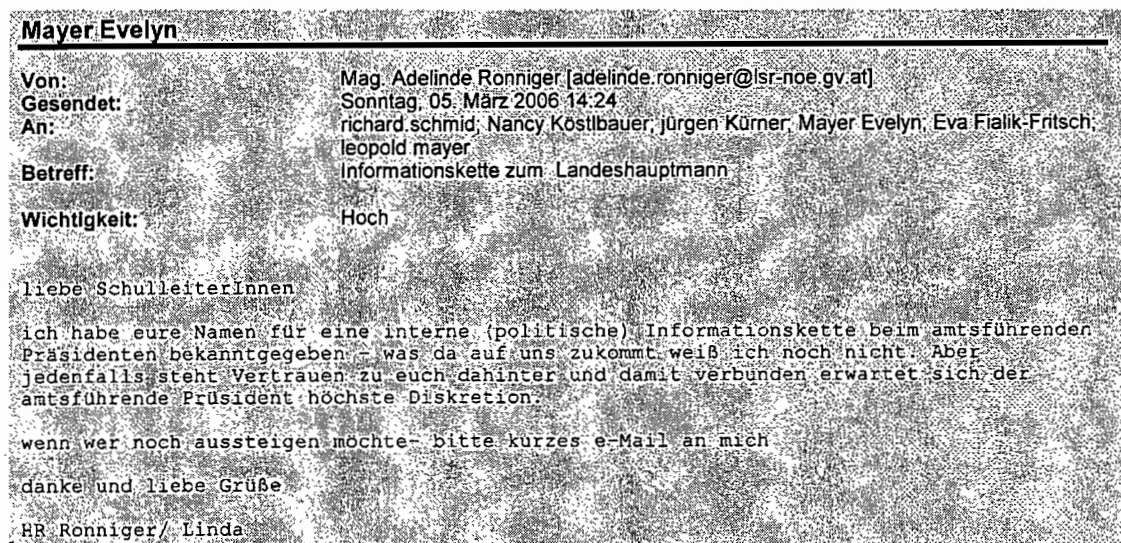 Mayer Evelyn
Von: Mag. Adelinde Ronniger [adelinde.ronniger@lsr-noe.gv.at]
Gesendet: Sonntag, 05. März 2006 14:24
An: richard.schmid; Nancy Köstlbauer; jürgen Kürner; Mayer Evelyn; Eva Fialik-Fritsch;
leopold mayer
Betreff: Informationskette zum Landeshauptmann
Wichtigkeit: Hoch
liebe SchulleiterInnen
ich habe eure Namen für eine interne (politische) Informationskette beim amtsführenden
Präsidenten bekanntgegeben - was da auf uns zukommt weiß ich noch nicht. Aber
jedenfalls steht Vertrauen zu euch dahinter und damit verbunden erwartet sich der
amtsführende Präsident höchste Diskretion.
wenn wer noch aussteigen möchte- bitte kurzes e-Mail an mich
danke und liebe Grüße
HR Ronniger/ Linda